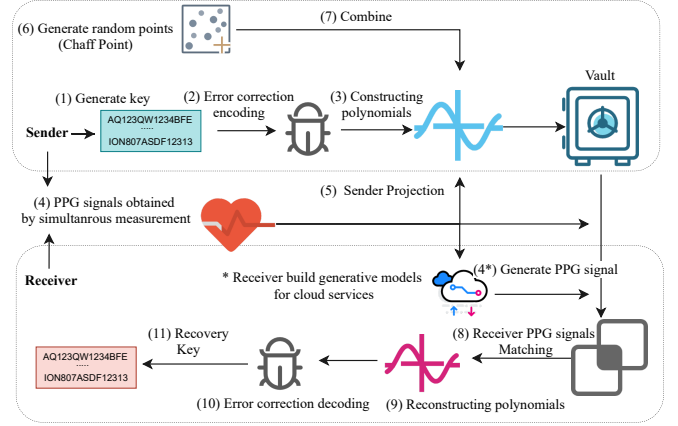 (6) Generate random points
(Chaff Point)
(7) Combine
Vault
(1) Generate key
(2) Error correction
encoding
(3) Constructing
polynomials
Sender
AQ123QW1234BFE
.....
ION807ASDF12313
(4) PPG signals obtained
by simultanrous measurement
(5) Sender Projection
Receiver
* Receiver build generative models
for cloud services
(4*) Generate PPG signal
(8) Receiver PPG signals
Matching
(11) Recovery
Key
AQ123QW1234BFE
.....
ION807ASDF12313
(10) Error correction decoding
(9) Reconstructing polynomials